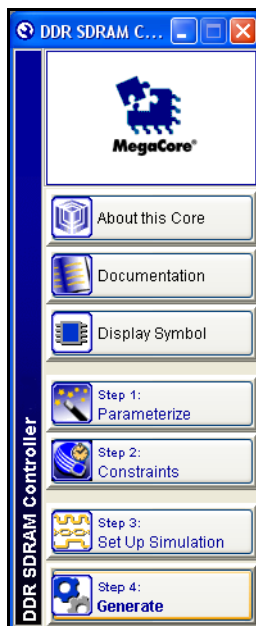 DDR SDRAM C...
MegaCore®
About this Core
Documentation
Display Symbol
Step 1:
Parameterize
Step 2:
Constraints
Step 3:
Set Up Simulation
Step 4:
Generate
DDR SDRAM Controller